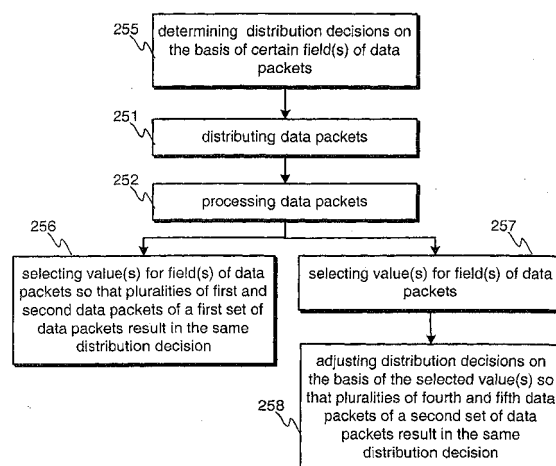 255
determining distribution decisions on
the basis of certain field(s) of data
packets
251
distributing data packets
252
processing data packets
256
selecting value(s) for field(s) of data
packets so that pluralities of first and
second data packets of a first set of
data packets result in the same
distribution decision
257
selecting value(s) for field(s) of data
packets
258
adjusting distribution decisions on
the basis of the selected value(s) so
that pluralities of fourth and fifth data
packets of a second set of data
packets result in the same
distribution decision